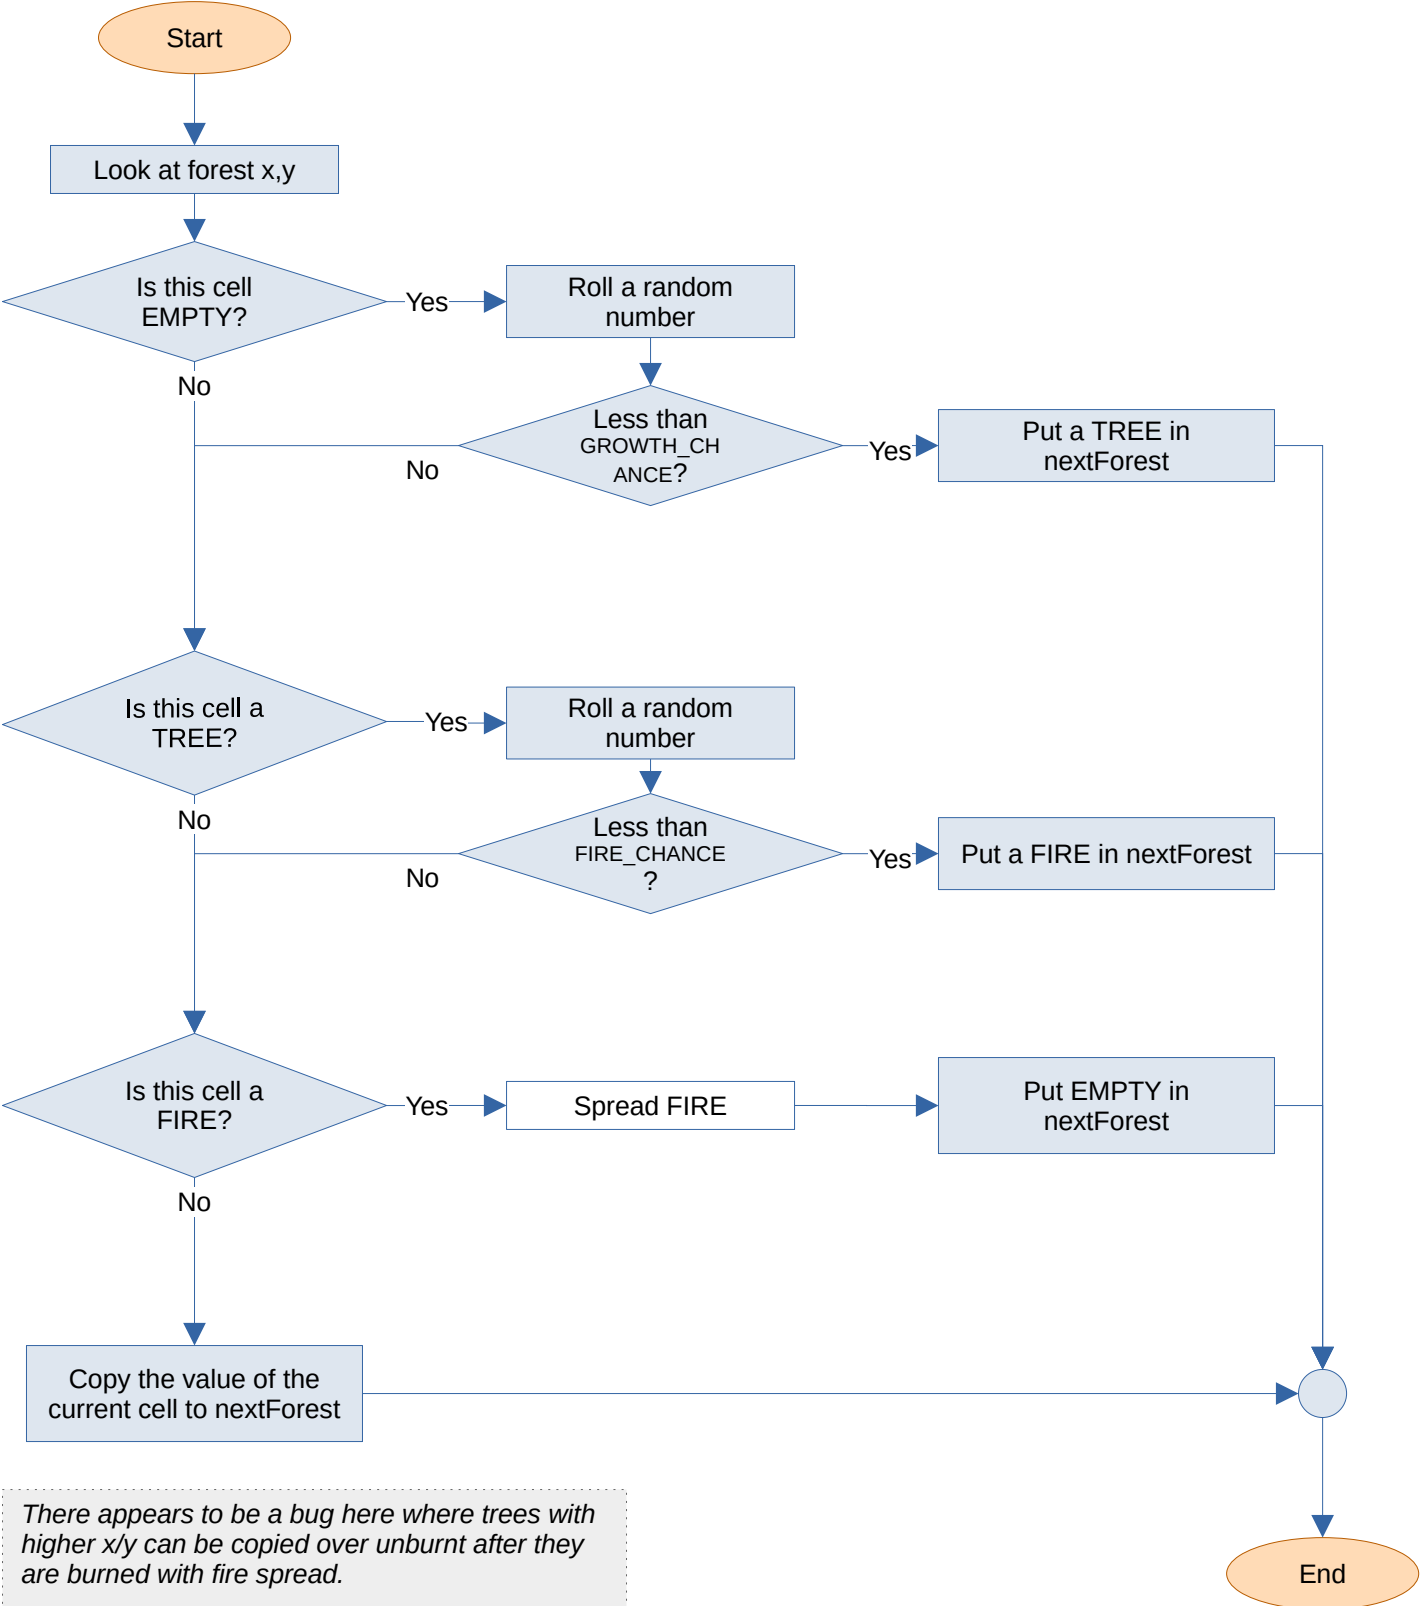 Start
Look at forest x,y
Is this cell
EMPTY?
Yes
Roll a random
number
No
Less than
GROWTH_CH
ANCE?
No
Yes
Put a TREE in
nextForest
Is this cell a
TREE?
Yes
Roll a random
number
No
Less than
FIRE_CHANCE
?
No
Yes
Put a FIRE in nextForest
Is this cell a
FIRE?
Yes
Spread FIRE
Put EMPTY in
nextForest
No
Copy the value of the
current cell to nextForest
There appears to be a bug here where trees with
higher x/y can be copied over unburnt after they
are burned with fire spread.
End